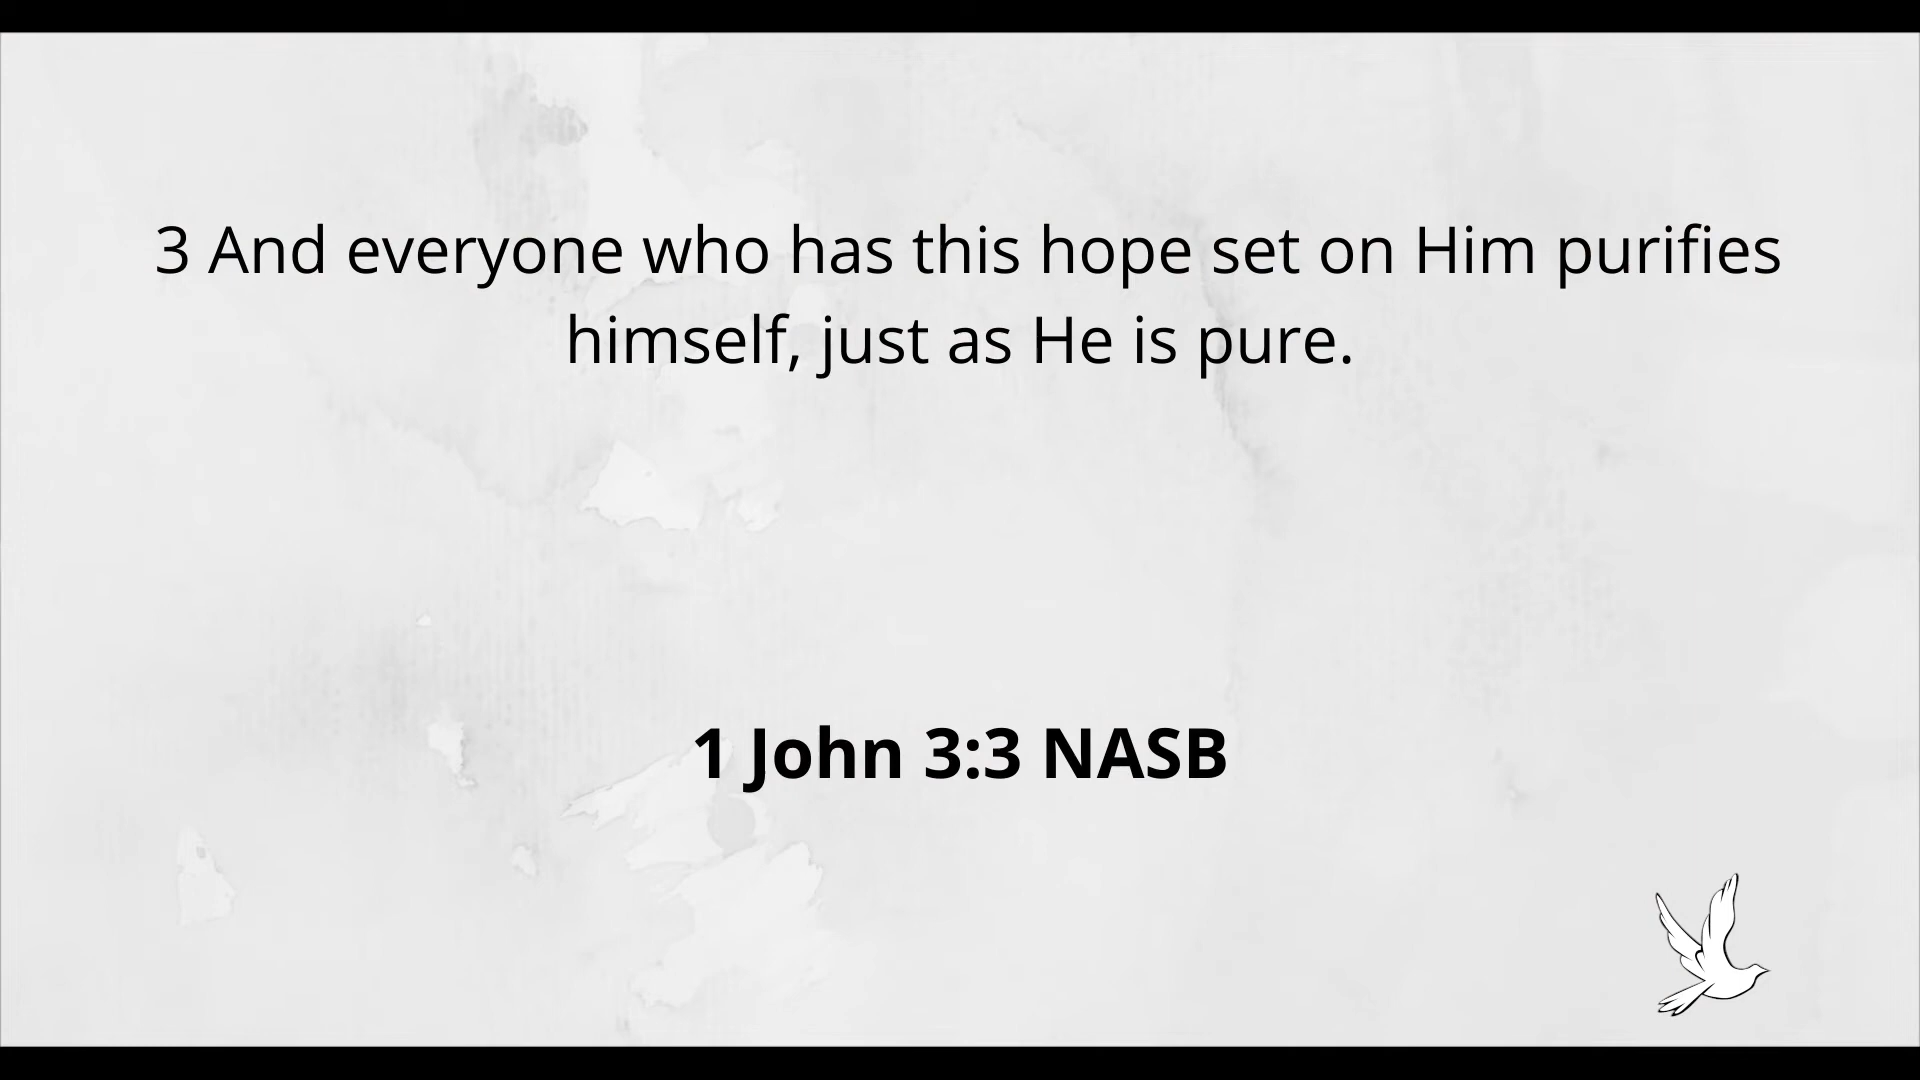 3 And everyone who has this hope set on Him purifies
himself, just as He is pure.
1 John 3:3 NASB